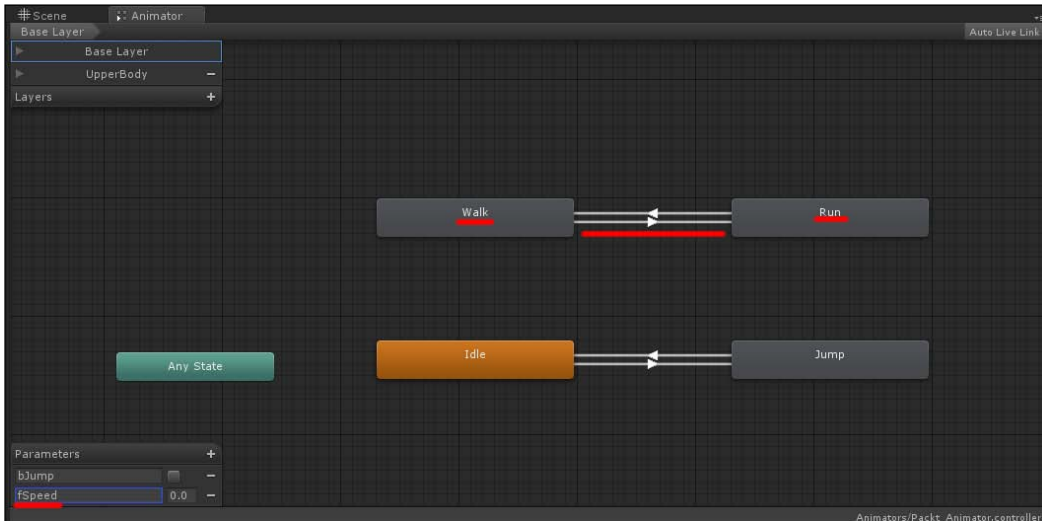 Scene Animator
Base Layer Auto Live Link
Base Layer
UpperBody
Layers
Walk Run
Idle Jump
Any State
Parameters
bJump
fSpeed 0.0
Animators/Packt_Animator.controller